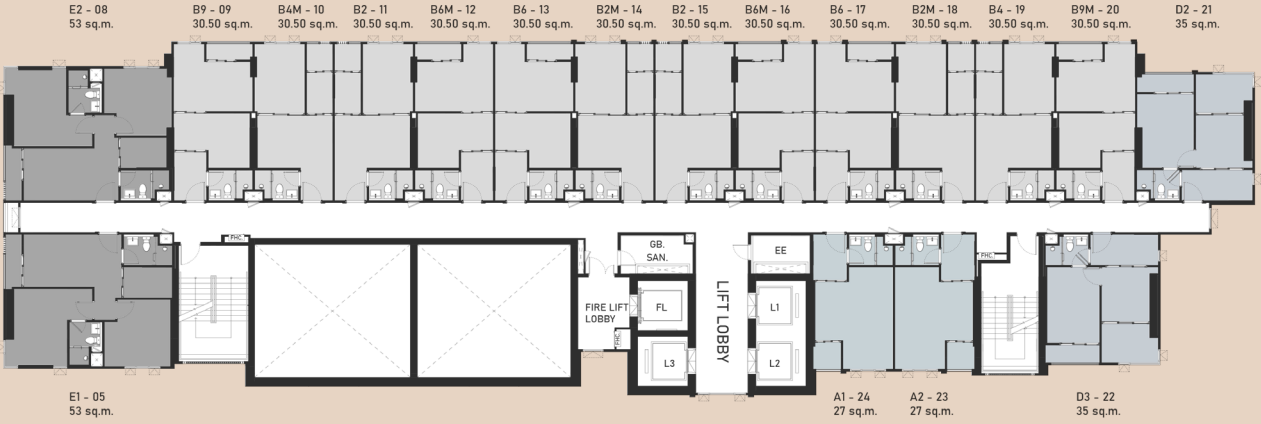 E2 - 08
53 sq.m.
B9 - 09
30.50 sq.m.
B4M - 10
30.50 sq.m.
B2 - 11
30.50 sq.m.
B6M - 12
30.50 sq.m.
B6 - 13
30.50 sq.m.
B2M - 14
30.50 sq.m.
B2 - 15
30.50 sq.m.
B6M - 16
30.50 sq.m.
B6 - 17
30.50 sq.m.
B2M - 18
30.50 sq.m.
B4 - 19
30.50 sq.m.
B9M - 20
30.50 sq.m.
D2 - 21
35 sq.m.
FHC.
GB.
SAN.
EE
FHC.
FIRE LIFT
LOBBY
FL
LIFT LOBBY
L1
FHC.
L3
L2
E1 - 05
53 sq.m.
A1 - 24
27 sq.m.
A2 - 23
27 sq.m.
D3 - 22
35 sq.m.